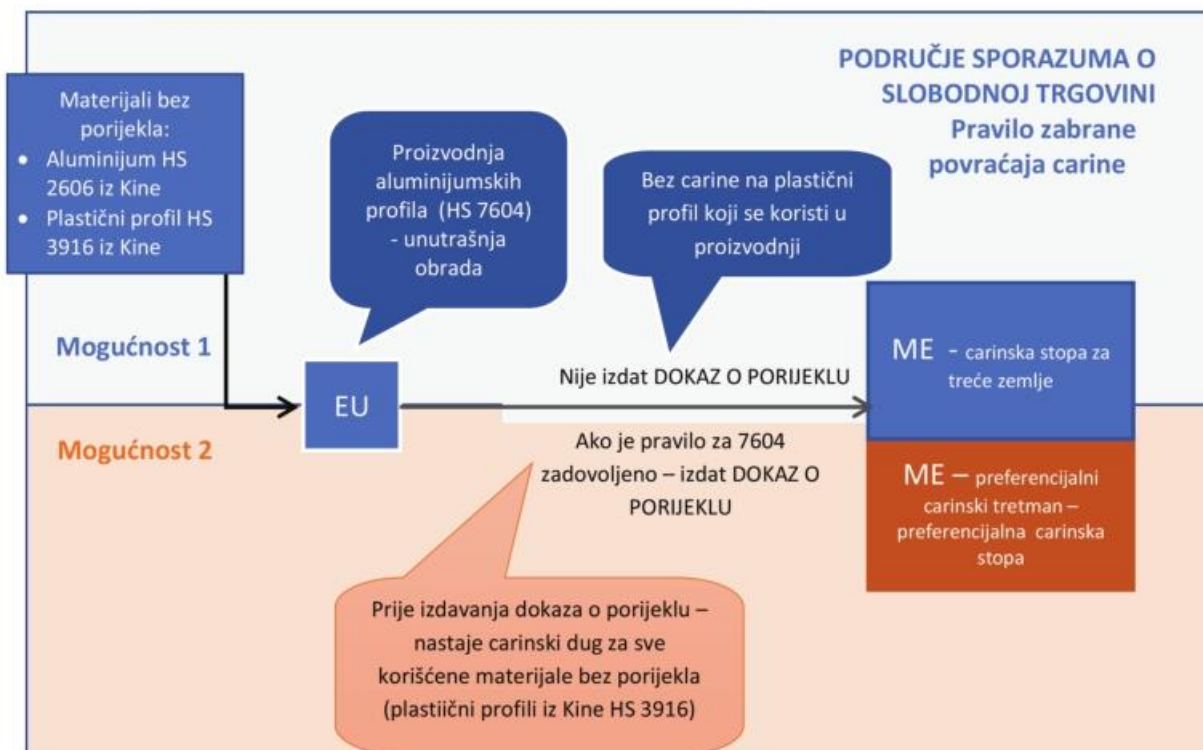 PODRUČJE SPORAZUMA O
SLOBODNOJ TRGOVINI
Pravilo zabrane
povraćaja carine
Materijali bez
porijekla:
• Aluminijum HS
2606 iz Kine
• Plastični profil HS
3916 iz Kine
Proizvodnja
aluminijumskih
profila (HS 7604)
- unutrašnja
obrada
Bez carine na plastični
profil koji se koristi u
proizvodnji
Mogućnost 1
EU
Nije izdat DOKAZ O PORIJEKLU
ME - carinska stopa za
treće zemlje
Mogućnost 2
Ako je pravilo za 7604
zadovoljeno – izdat DOKAZ O
PORIJEKLU
ME – preferencijalni
carinski tretman –
preferencijalna carinska
stopa
Prije izdavanja dokaza o porijeklu –
nastaje carinski dug za sve
korišćene materijale bez porijekla
(plastiični profili iz Kine HS 3916)